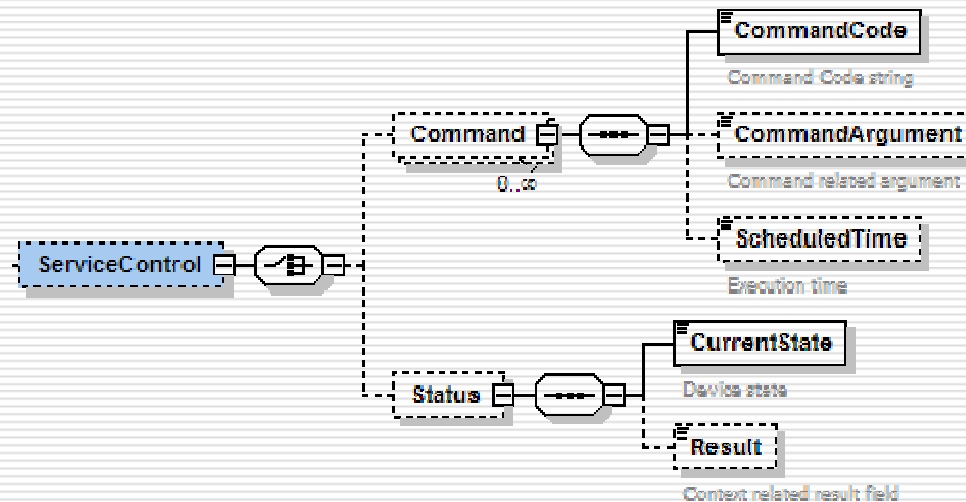 CommandCode
Command Code string
Command
CommandArgument
0..∞
Command related argument
ScheduledTime
ServiceControl
Execution time
CurrentState
Status
Device state
Result
Context related result field